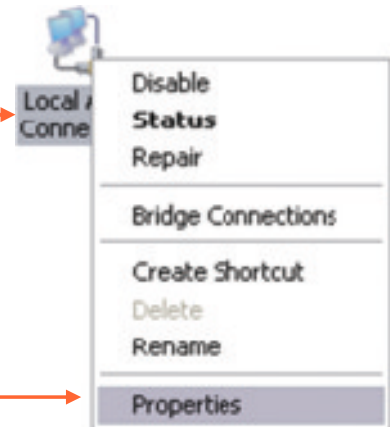 Local
Conne
Disable
Status
Repair
Bridge Connections
Create Shortcut
Delete
Rename
Properties